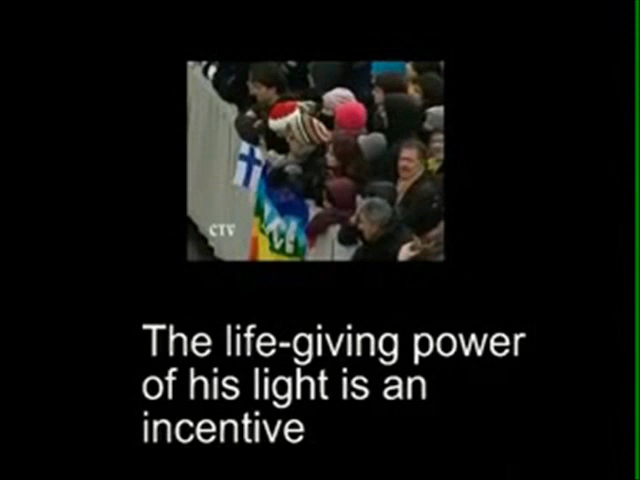 CTV
The life-giving power
of his light is an
incentive